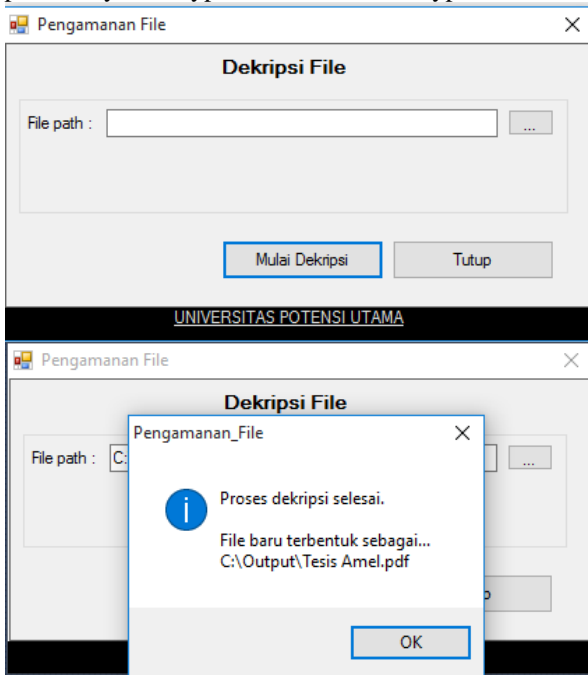 Pengamanan File
Dekripsi File
File path :
...
Mulai Dekripsi
Tutup
UNIVERSITAS POTENSI UTAMA
Pengamanan File
Dekripsi File
File path : C:
...
Pengamanan_File
Proses dekripsi selesai.
File baru terbentuk sebagai...
C:\Output\Tesis Amel.pdf
OK